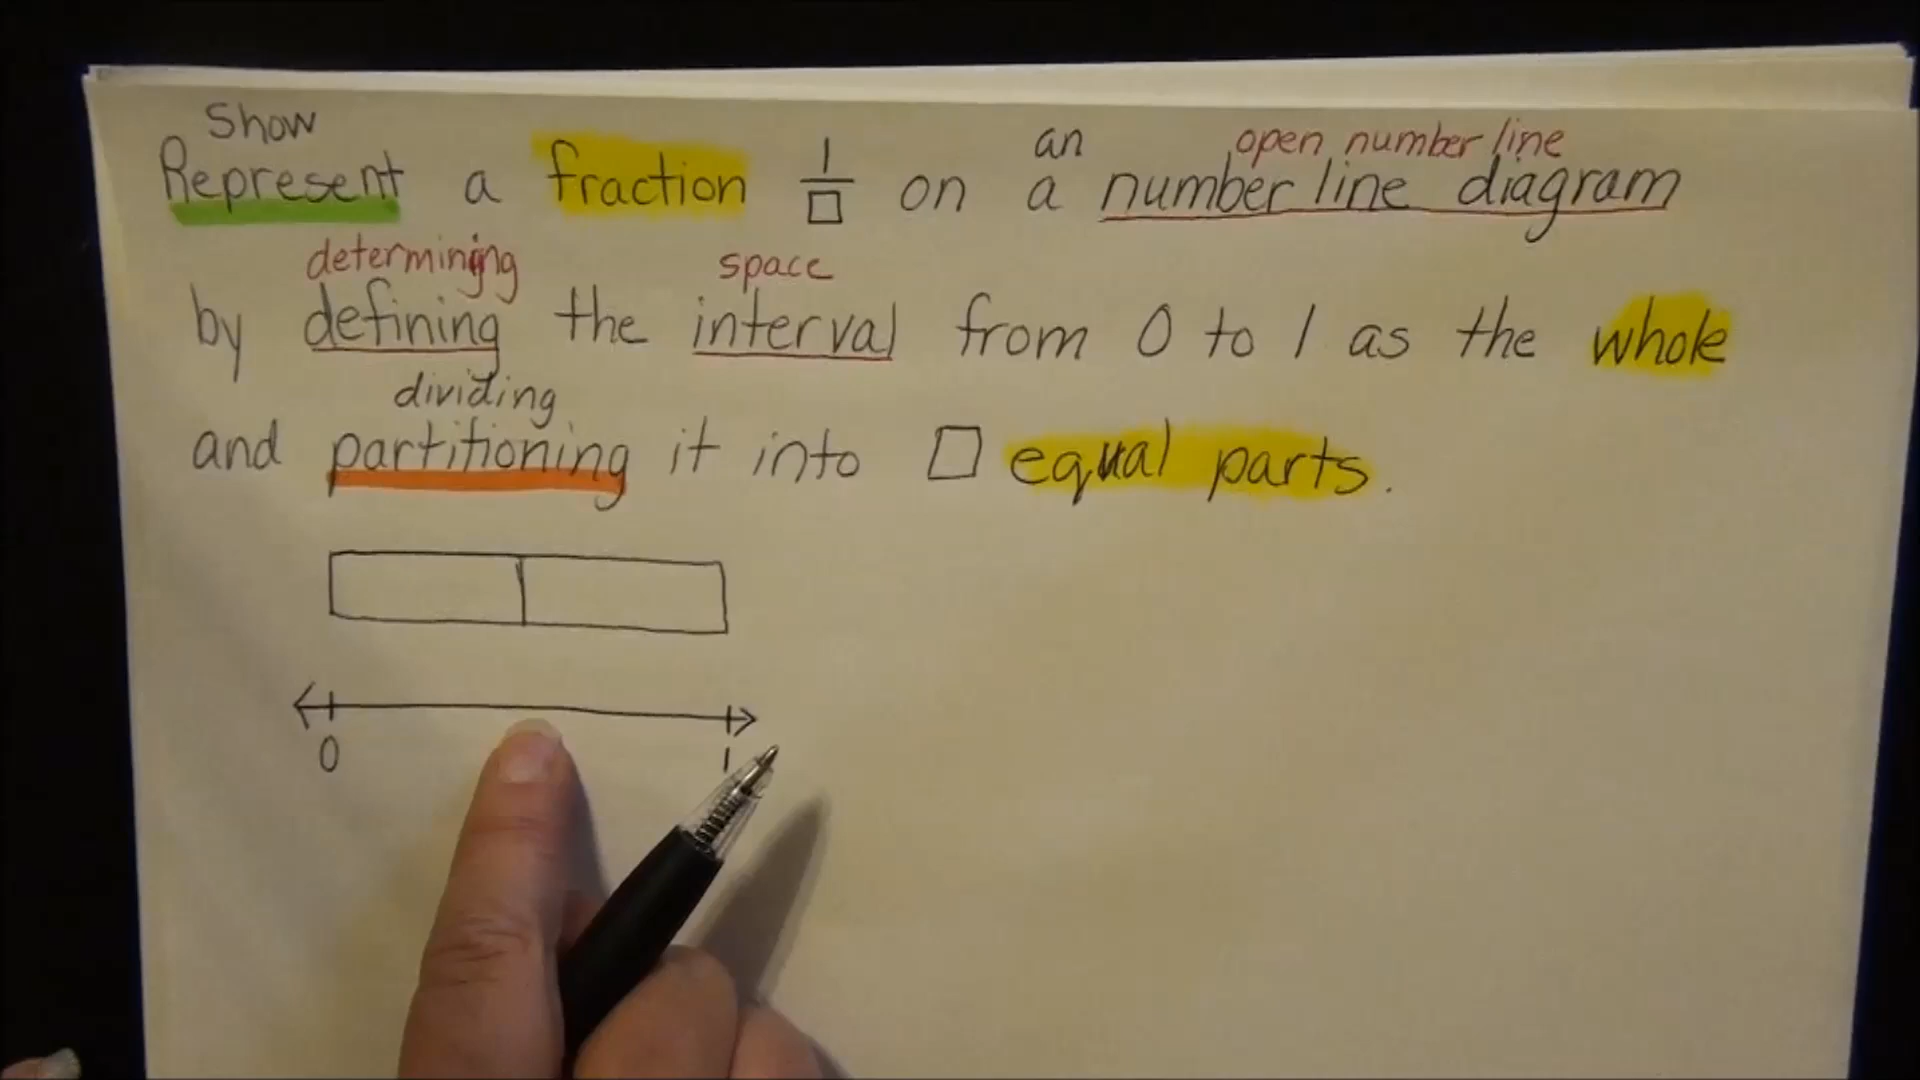 Show
Represent a fraction 1/□ on a number line diagram
an open number line
determining space
by defining the interval from 0 to 1 as the whole
dividing
and partitioning it into □ equal parts.
0 1